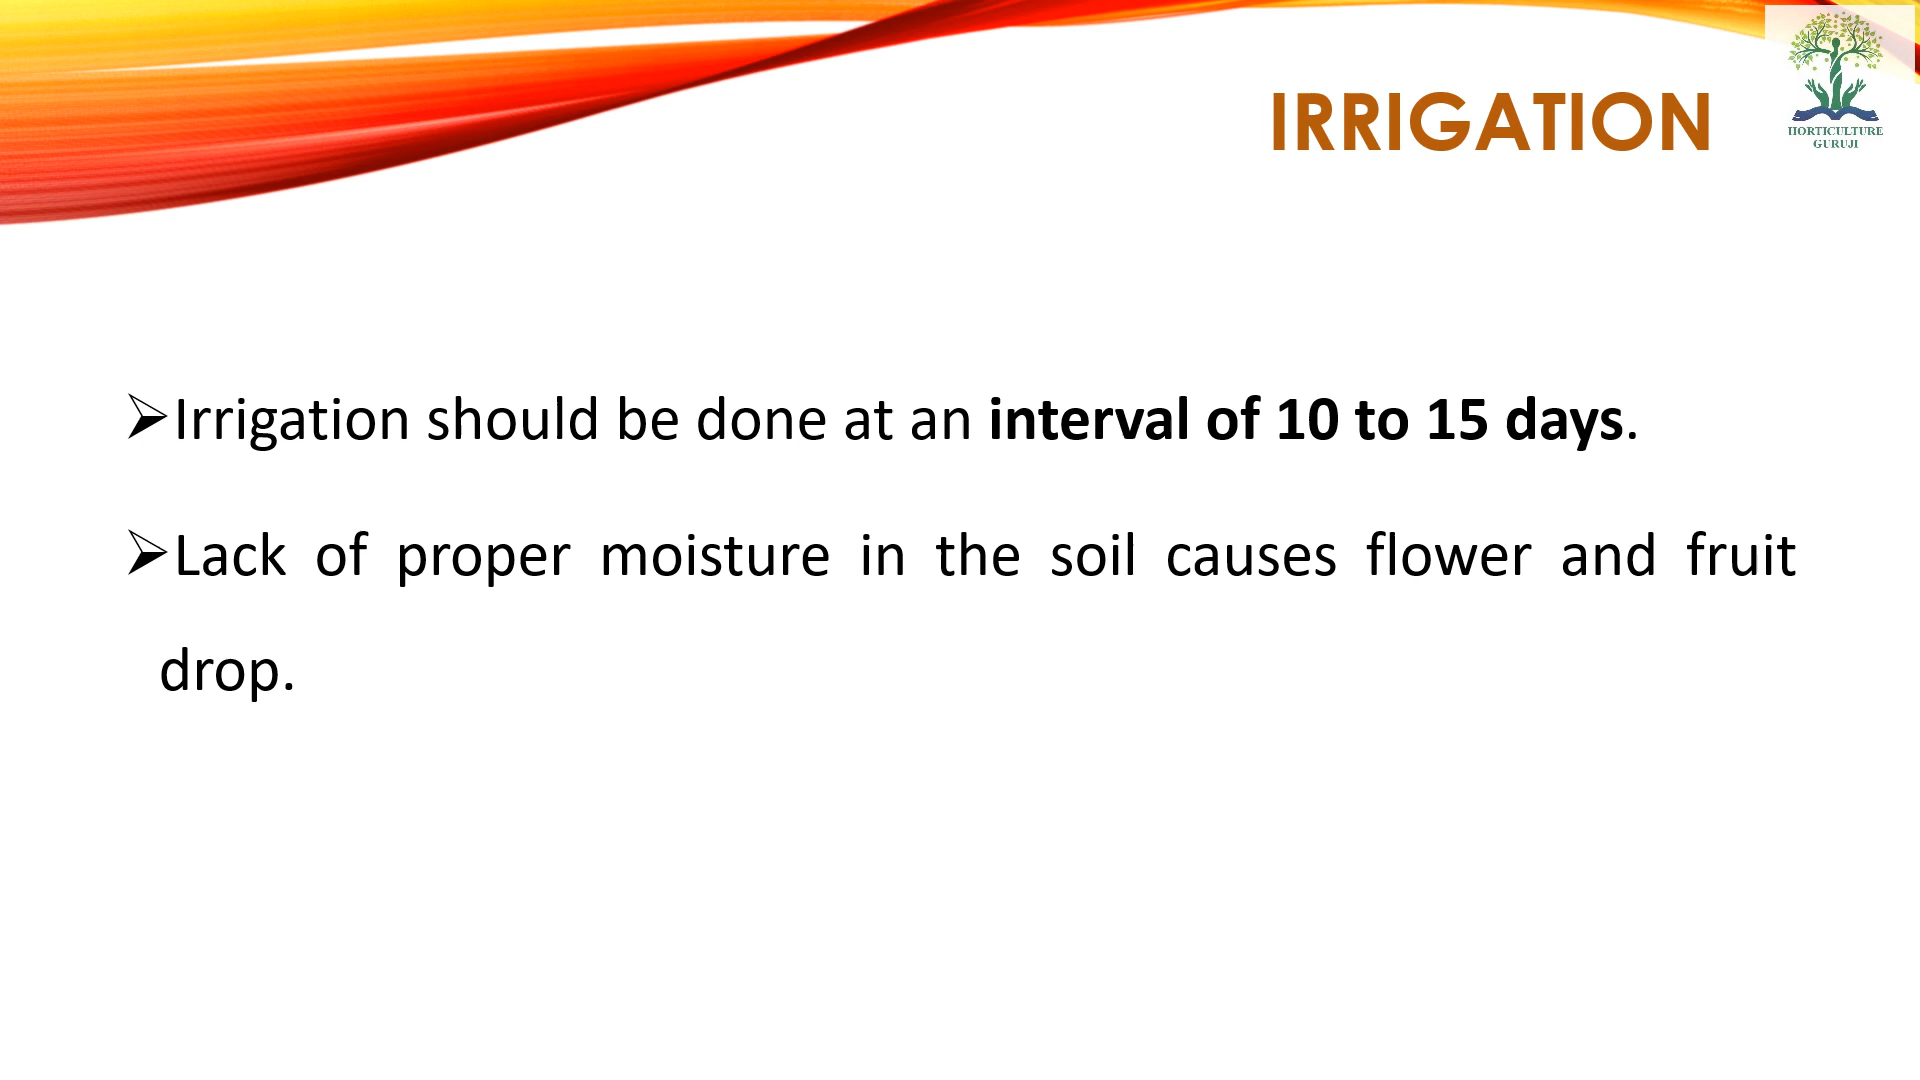 IRRIGATION
HORTICULTURE
GURUJI
➢Irrigation should be done at an interval of 10 to 15 days.
➢Lack of proper moisture in the soil causes flower and fruit
drop.